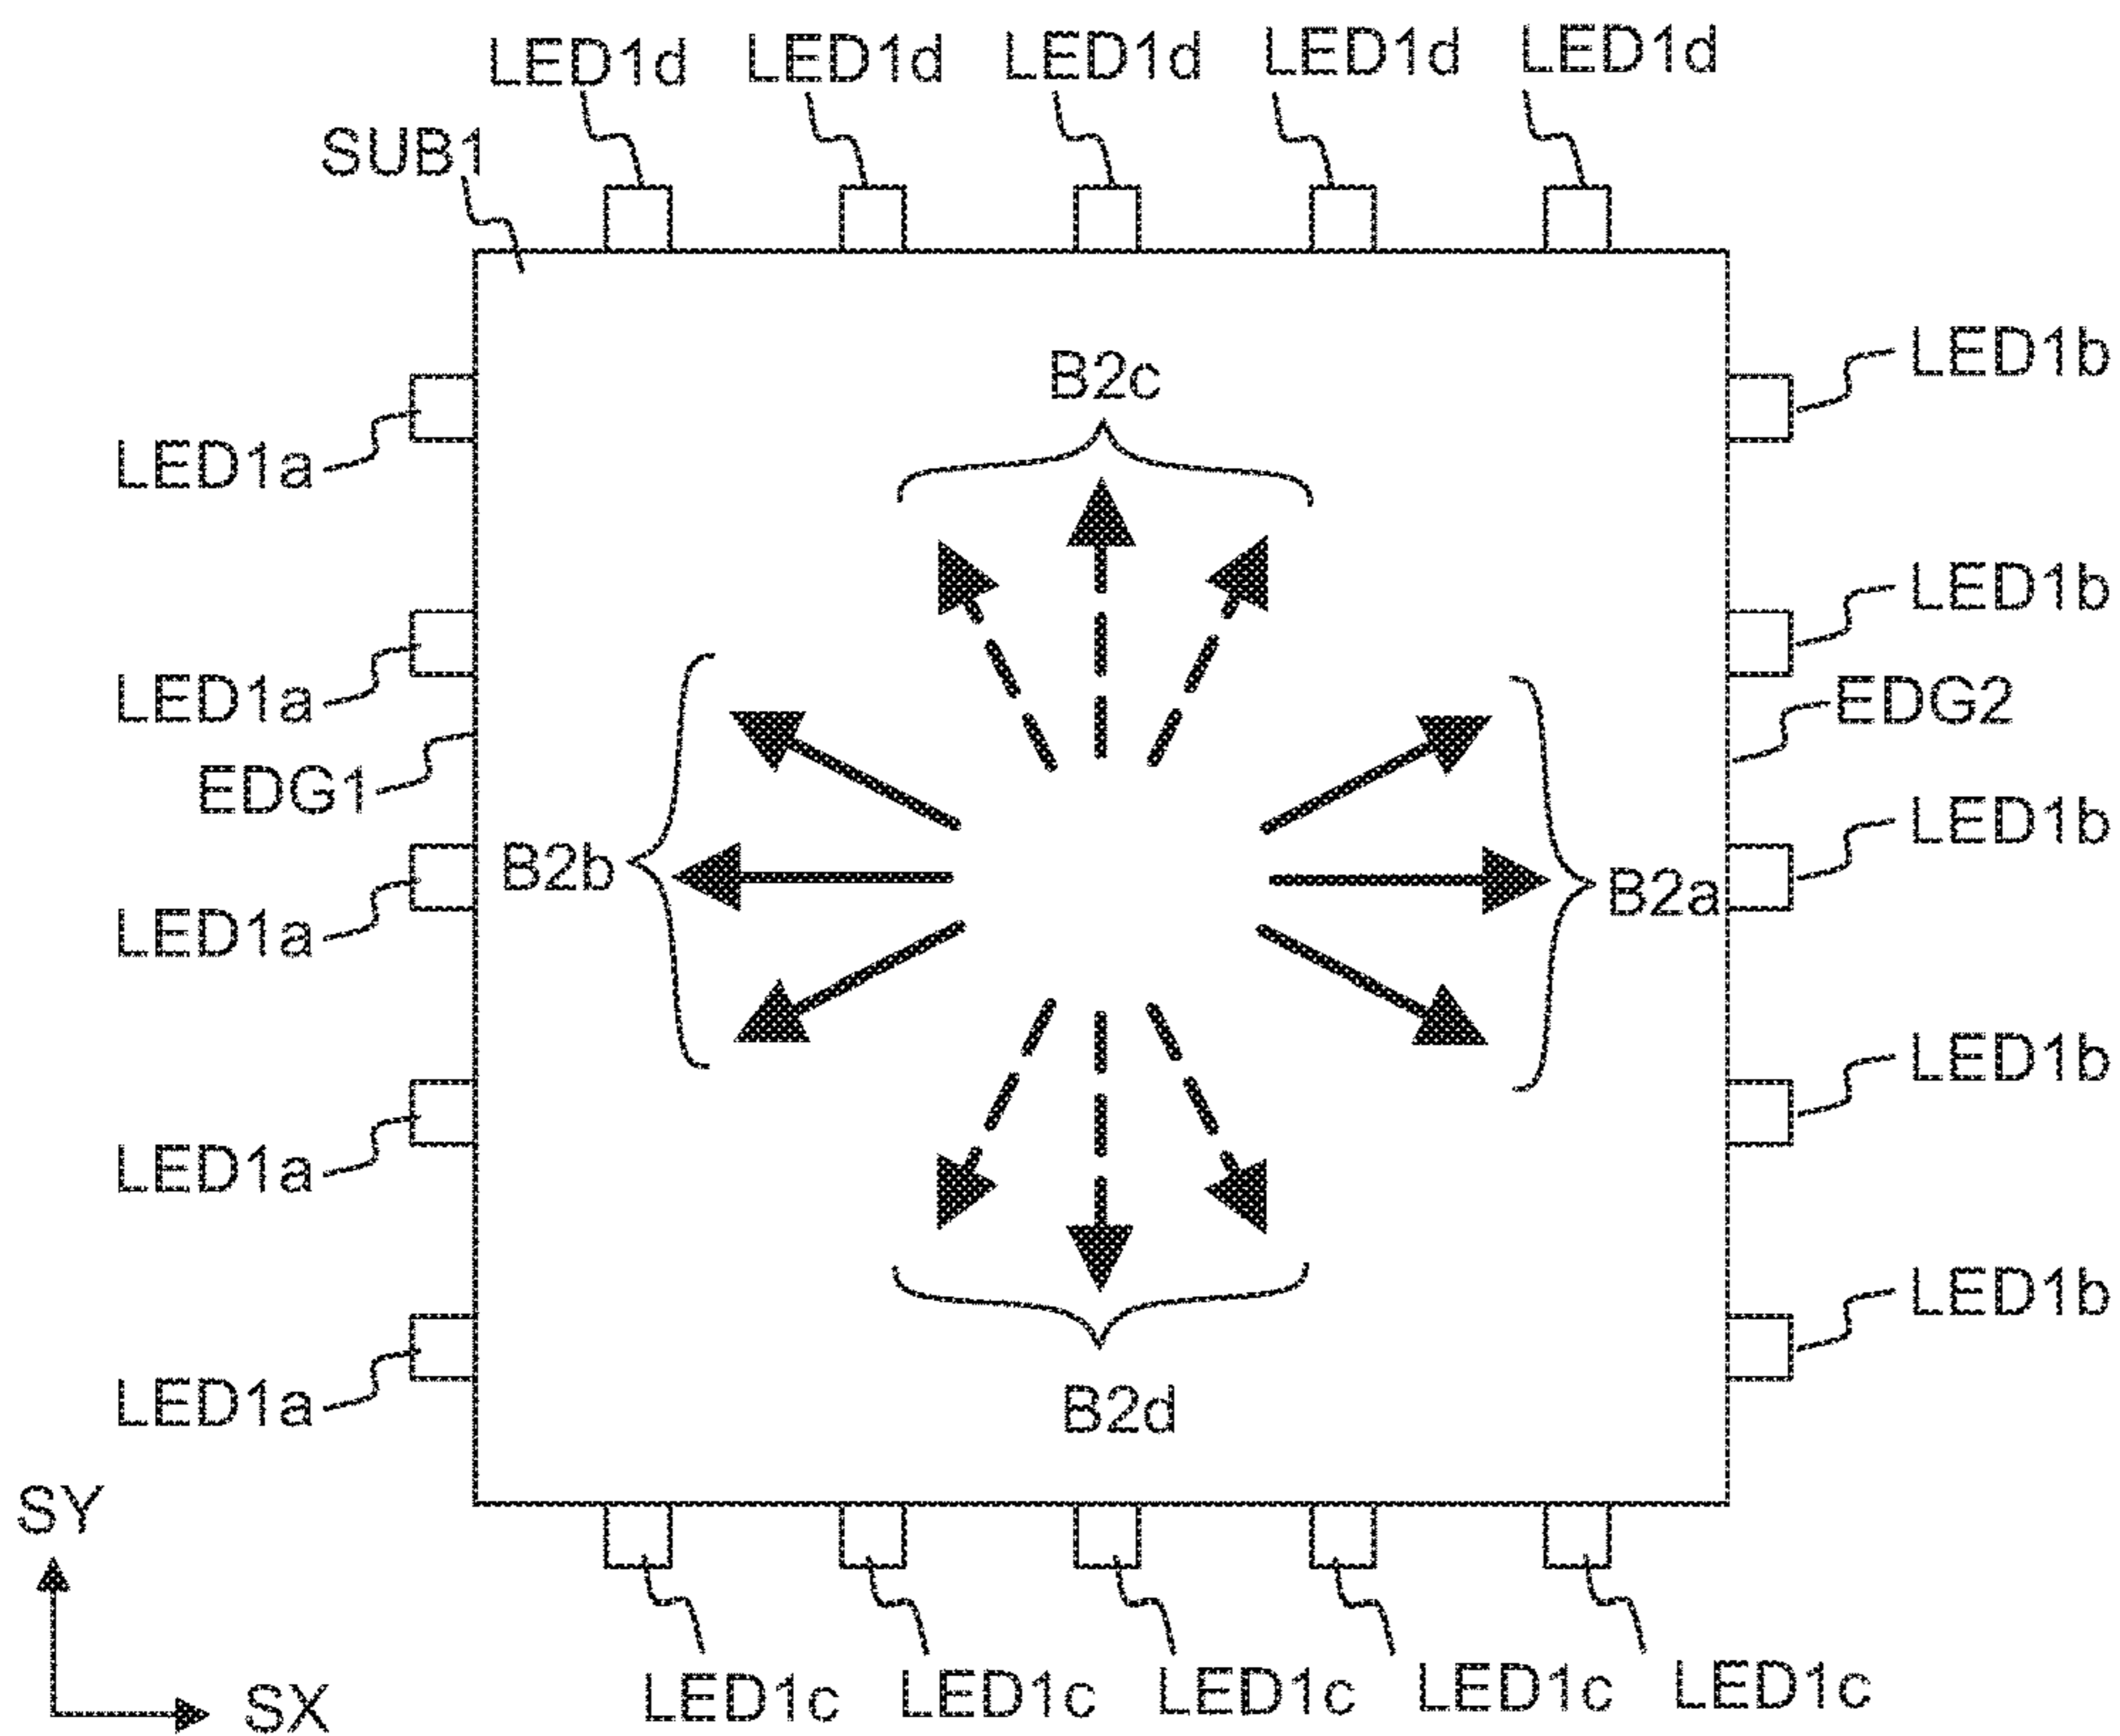 LED1d LED1d LED1d LED1d LED1d
SUB1
B2c
LED1b
LED1a
LED1b
LED1a
EDG2
EDG1
LED1b
B2b
B2a
LED1a
LED1b
LED1a
LED1b
LED1a
B2d
SY
SX
LED1c LED1c LED1c LED1c LED1c